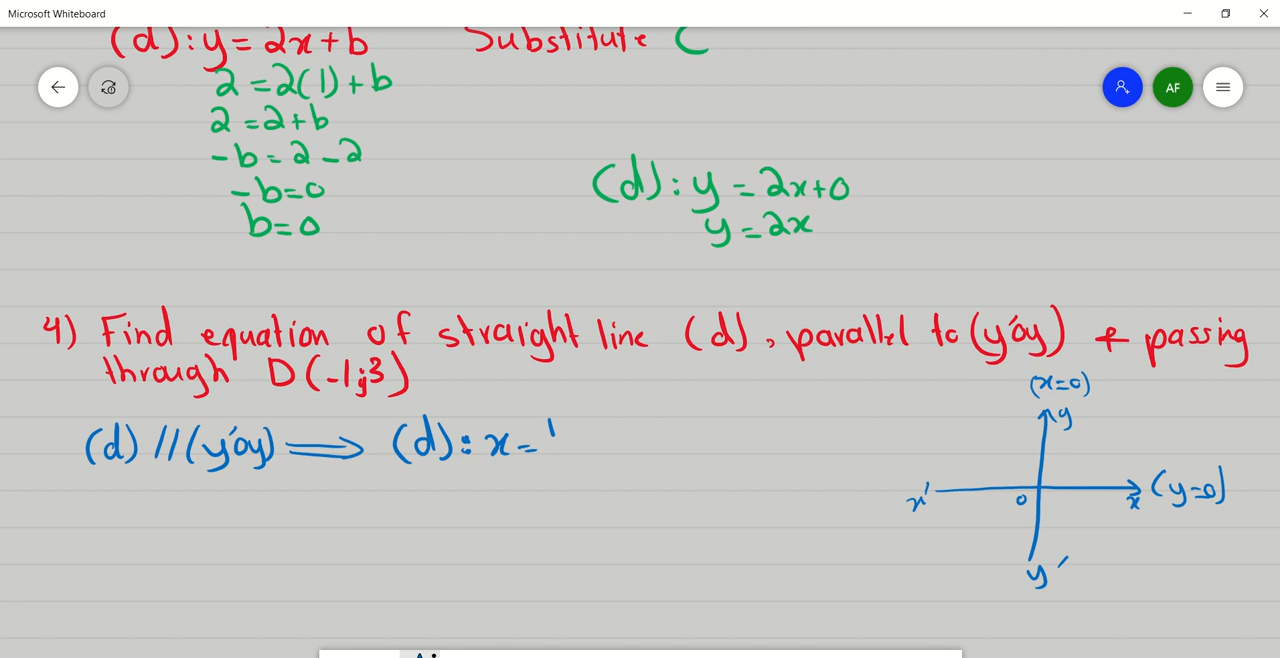 Microsoft Whiteboard
(d): y = 2x + b Substitute C
2 = 2(1) + b
AF
2 = 2 + b
-b = 2 - 2
(d): y = 2x + 0
-b = 0
y = 2x
b = 0
4) Find equation of straight line (d), parallel to (y'oy) + passing
through D(-1;3)
(x=0)
y
(d) // (y'oy) ⟹ (d): x =
x' o x (y=0)
y'